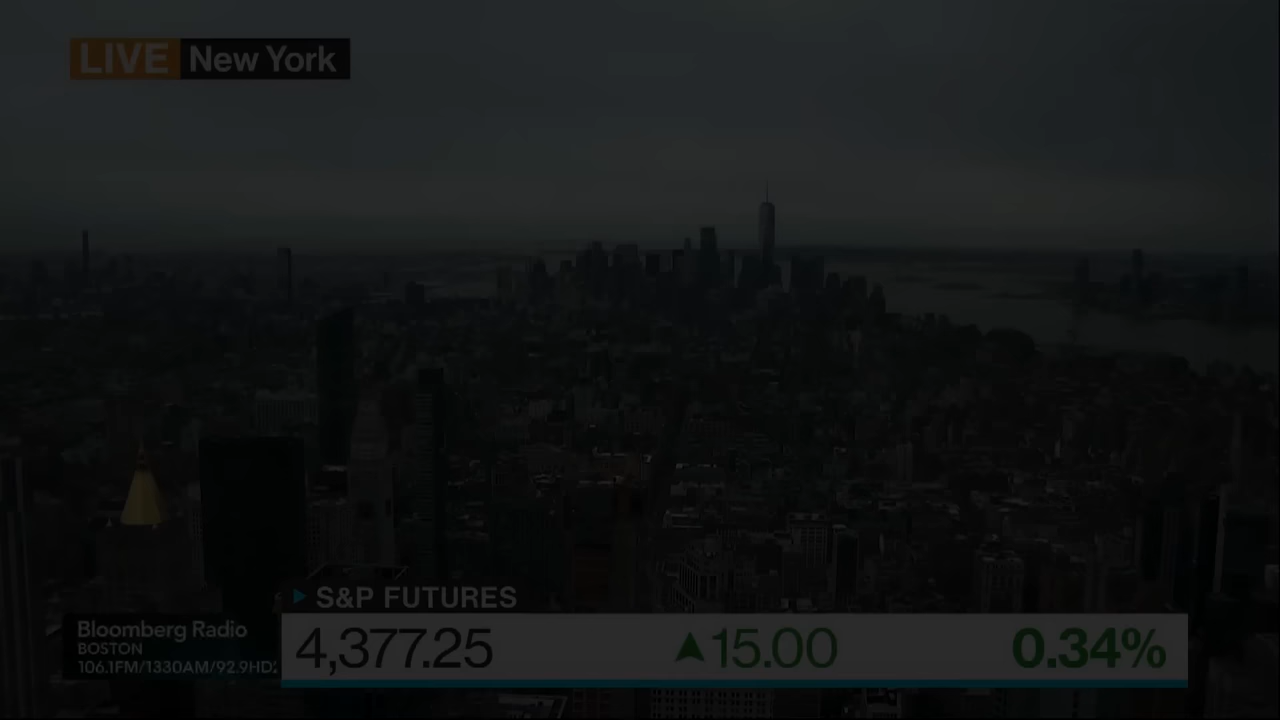 LIVE New York
S&P FUTURES
Bloomberg Radio
BOSTON
106.1FM/1330AM/92.9HD2
4,377.25 ▲15.00 0.34%